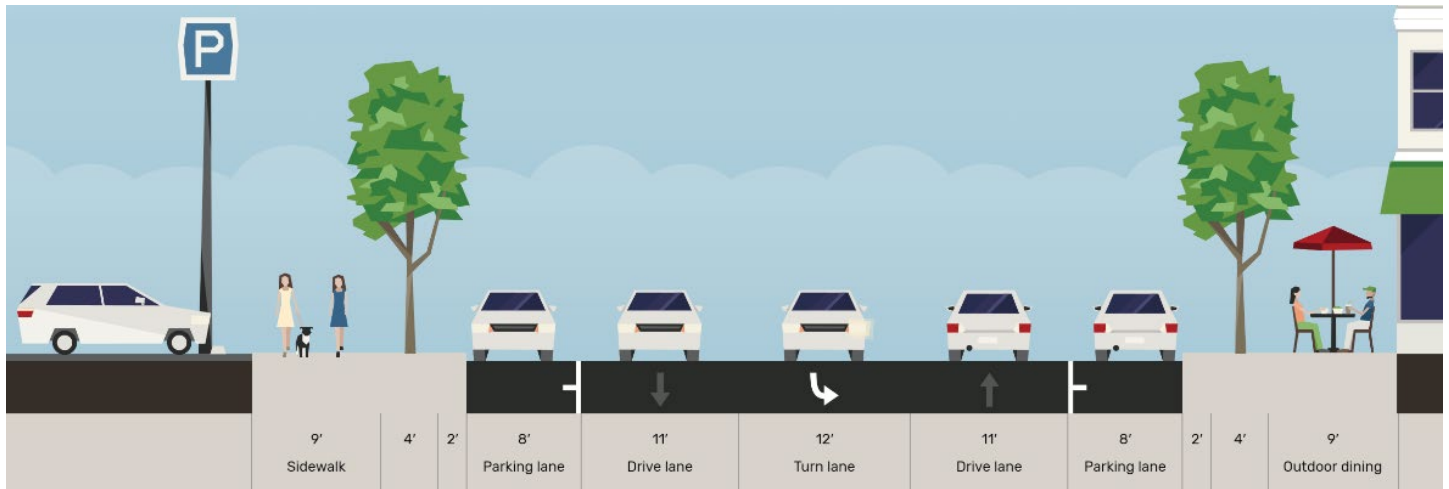 P
9′ 4′ 2′ 8′ 11′ 12′ 11′ 8′ 2′ 4′ 9′
Sidewalk Parking lane Drive lane Turn lane Drive lane Parking lane Outdoor dining